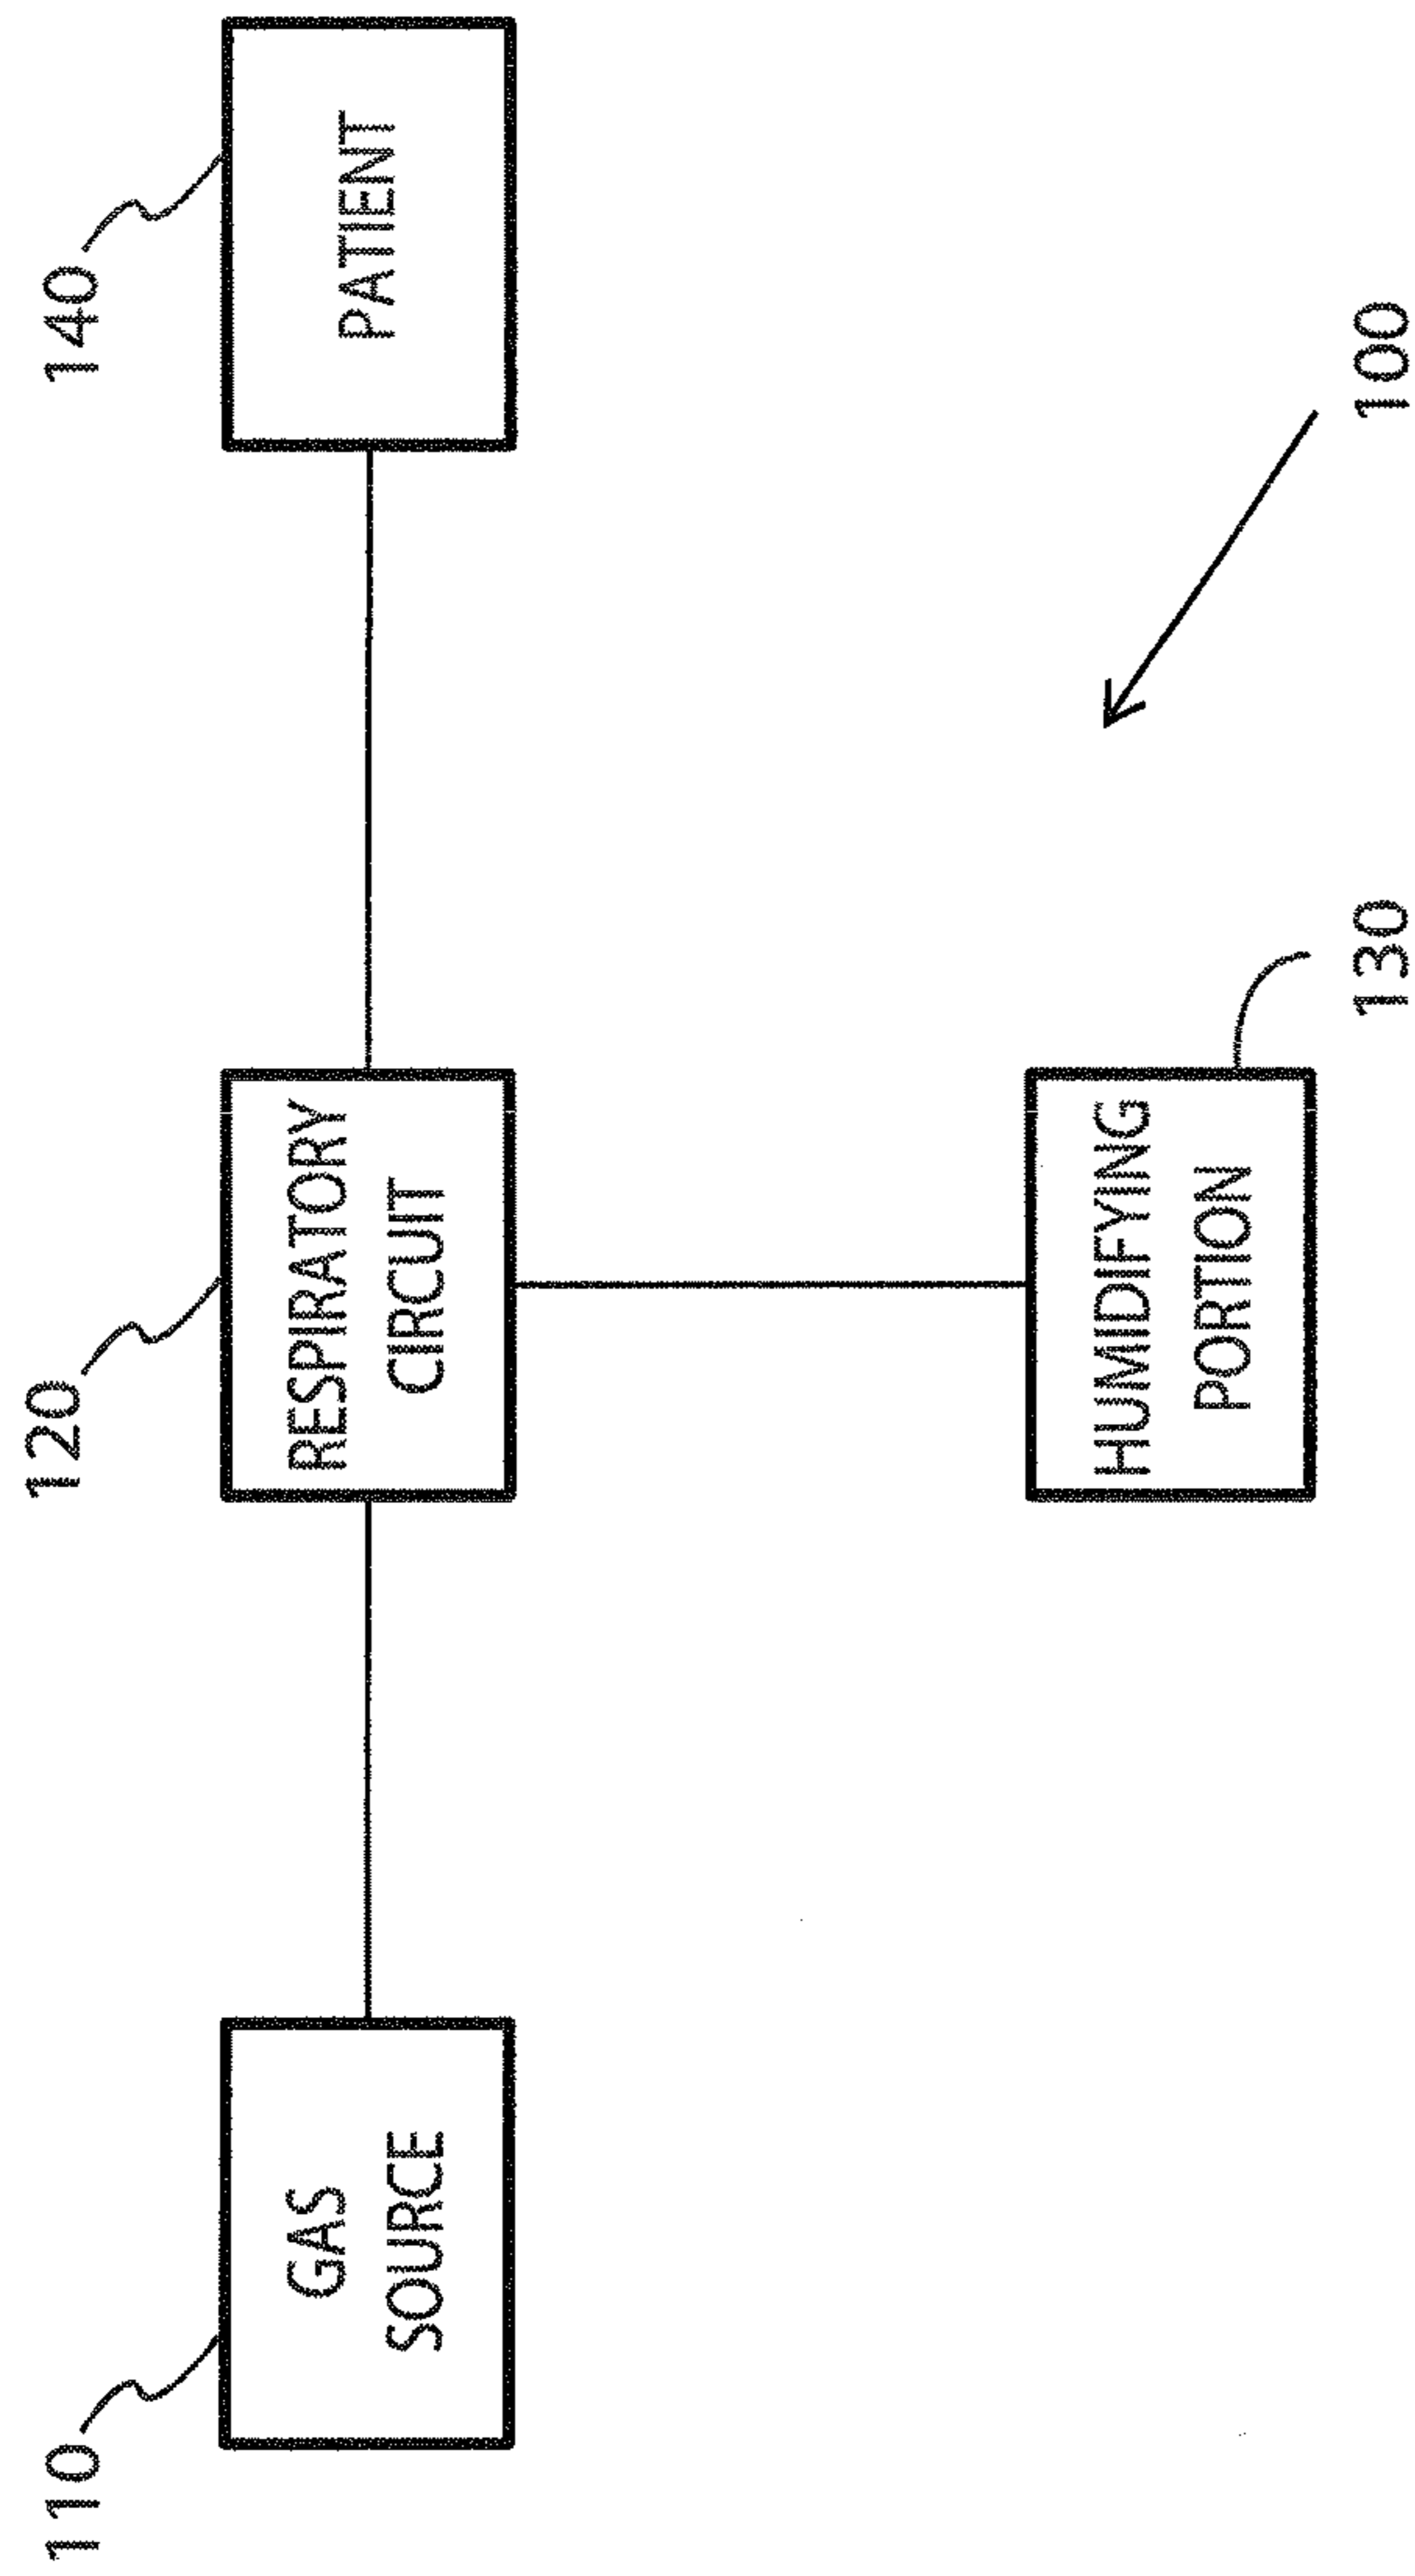 110
120
140
GAS
SOURCE
RESPIRATORY
CIRCUIT
PATIENT
HUMIDIFYING
PORTION
130
100